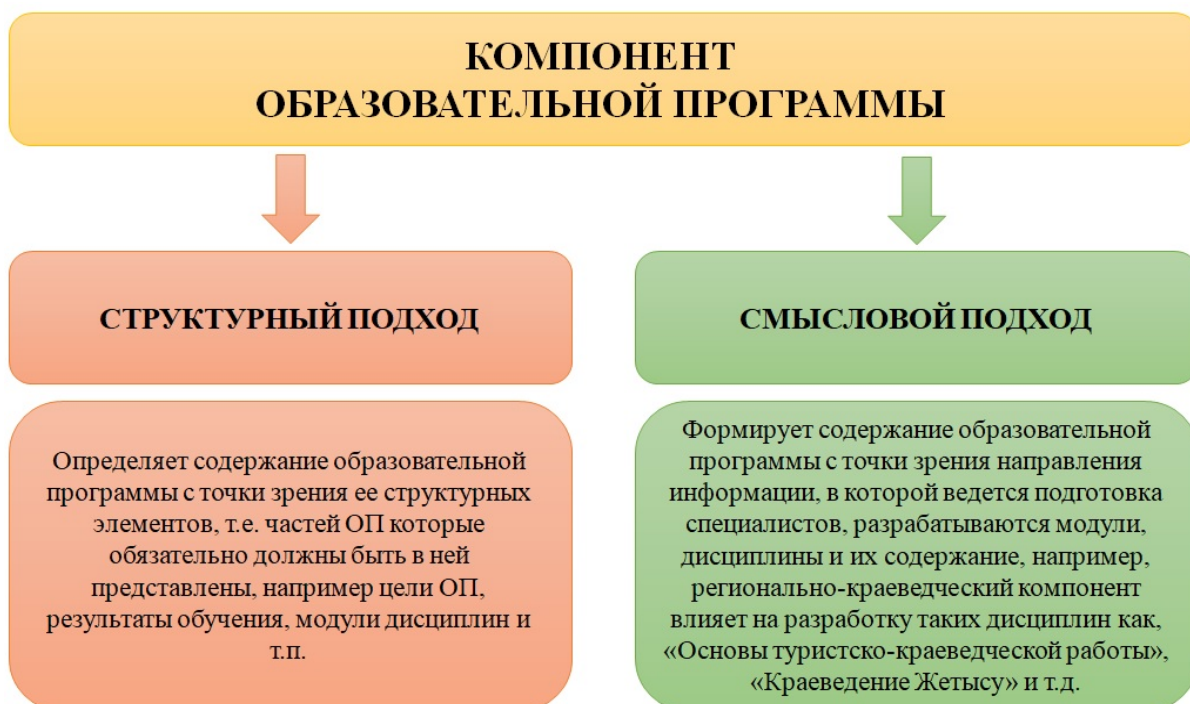 КОМПОНЕНТ
ОБРАЗОВАТЕЛЬНОЙ ПРОГРАММЫ
СТРУКТУРНЫЙ ПОДХОД
Определяет содержание образовательной
программы с точки зрения ее структурных
элементов, т.е. частей ОП которые
обязательно должны быть в ней
представлены, например цели ОП,
результаты обучения, модули дисциплин и
т.п.
СМЫСЛОВОЙ ПОДХОД
Формирует содержание образовательной
программы с точки зрения направления
информации, в которой ведется подготовка
специалистов, разрабатываются модули,
дисциплины и их содержание, например,
регионально-краеведческий компонент
влияет на разработку таких дисциплин как,
«Основы туристско-краеведческой работы»,
«Краеведение Жетысу» и т.д.